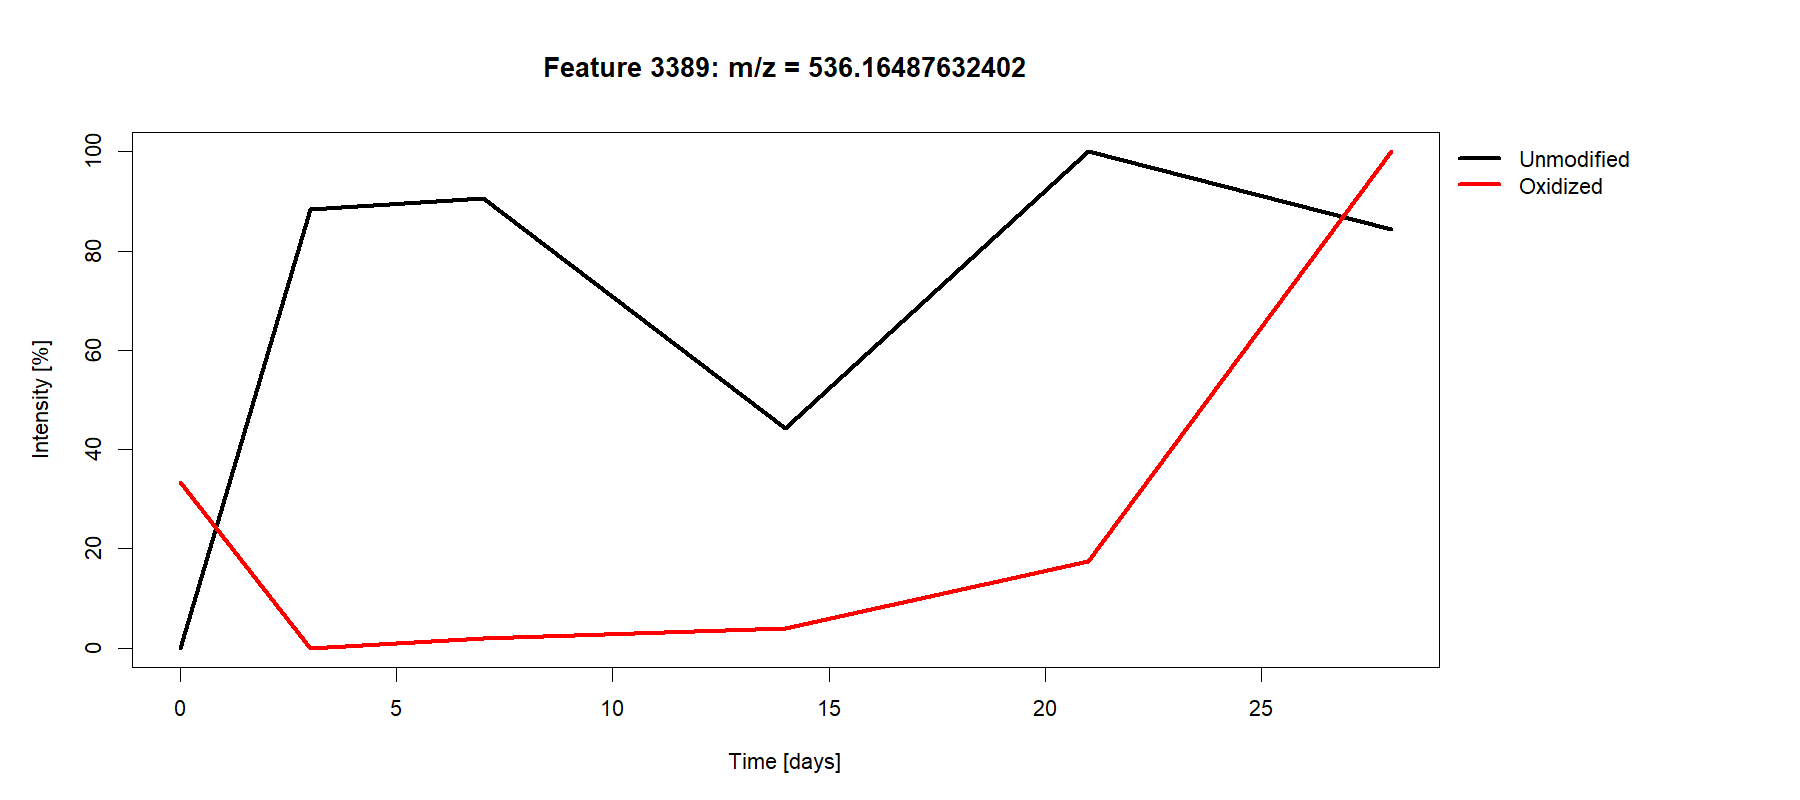 Feature 3389: m/z = 536.16487632402
Unmodified
Oxidized
Intensity [%]
100
80
60
40
20
0
0 5 10 15 20 25
Time [days]